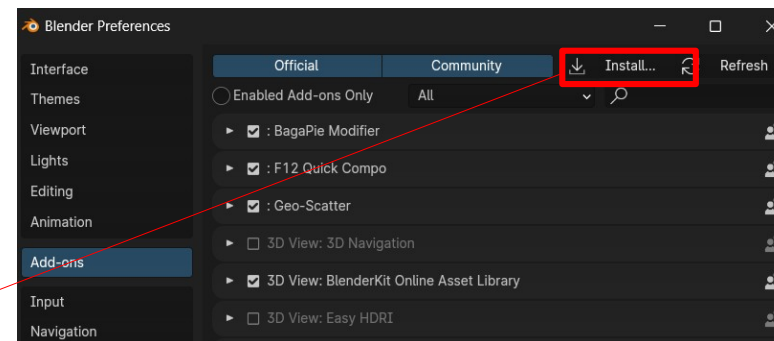 Blender Preferences
Interface
Themes
Viewport
Lights
Editing
Animation
Add-ons
Input
Navigation
Official Community Install... Refresh
Enabled Add-ons Only All
: BagaPie Modifier
: F12 Quick Compo
: Geo-Scatter
3D View: 3D Navigation
3D View: BlenderKit Online Asset Library
3D View: Easy HDRI